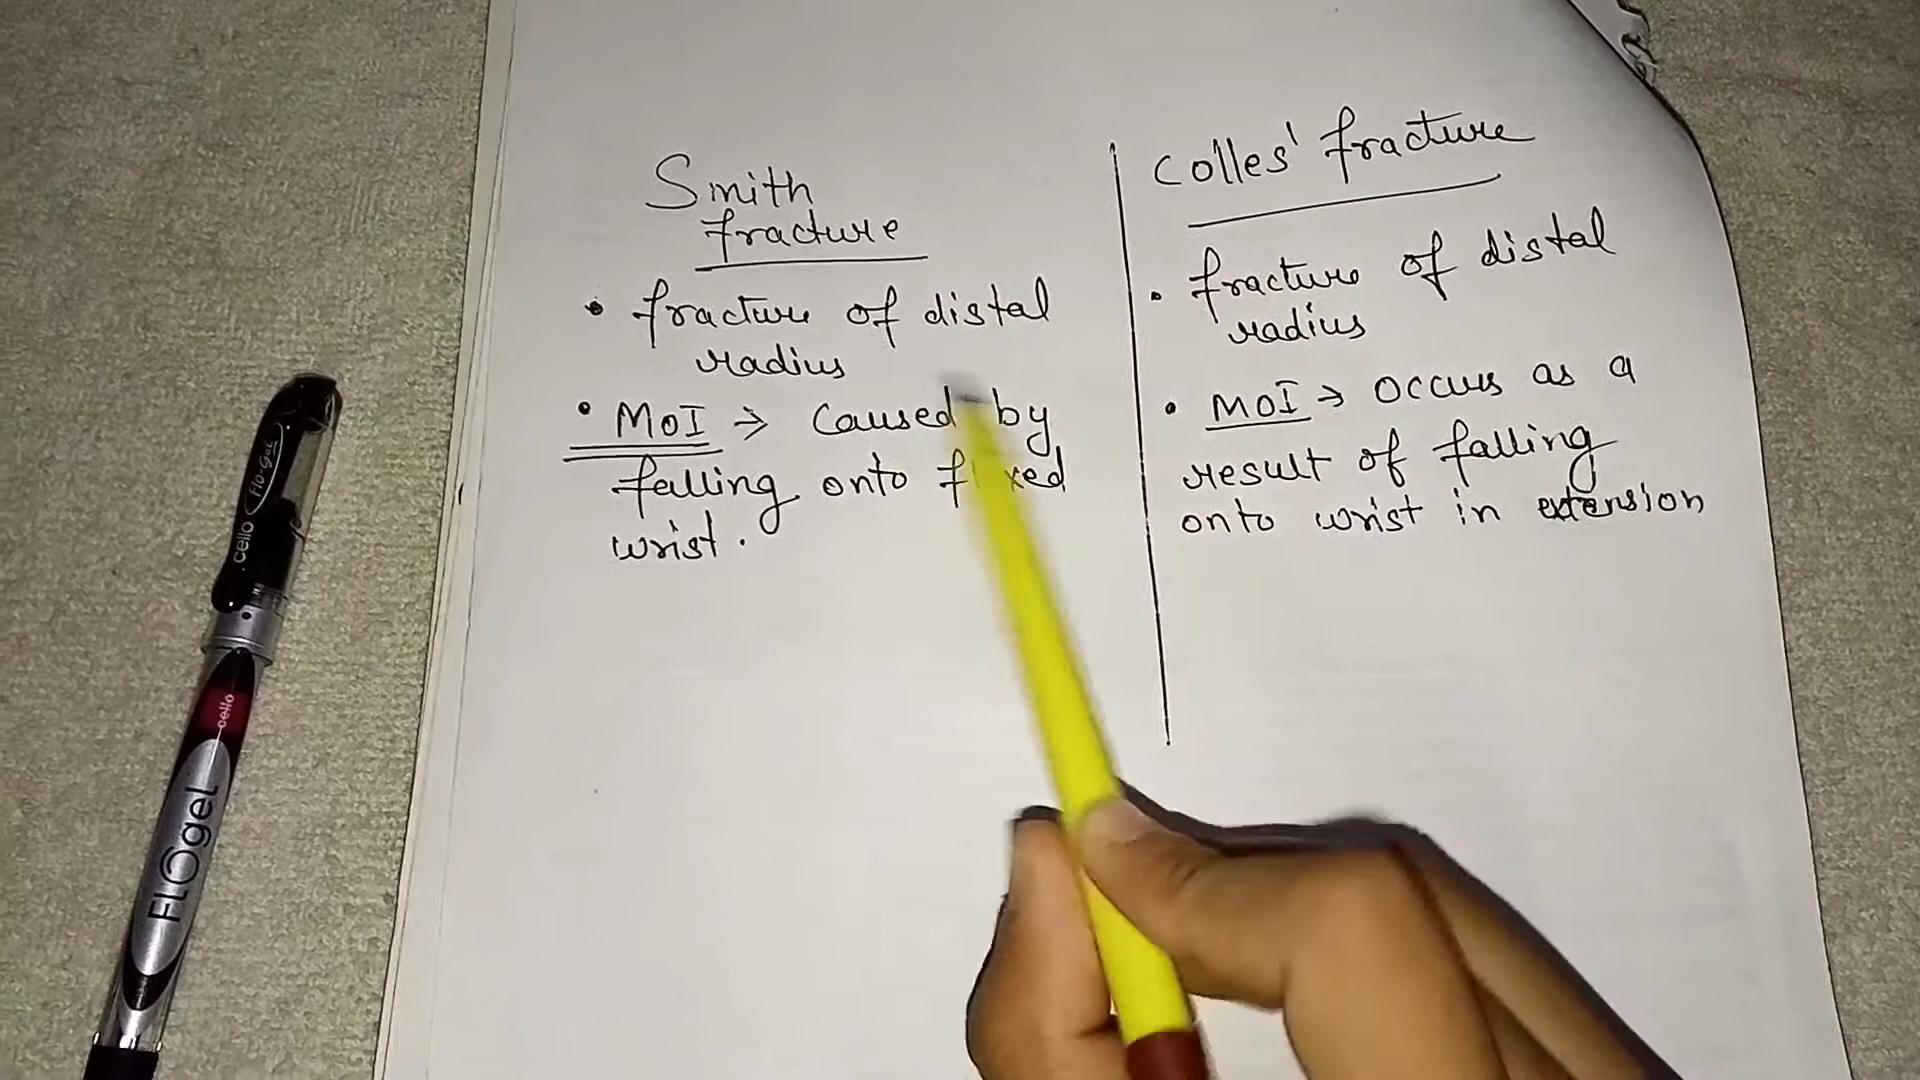 Smith
fracture
• fracture of distal
radius
• MOI → Caused by
falling onto
wrist.
Colles' fracture
• fracture of distal
radius
• MOI → Occurs as a
result of falling
onto wrist in extension
Flo-Gel
cello
cello
FLOgel